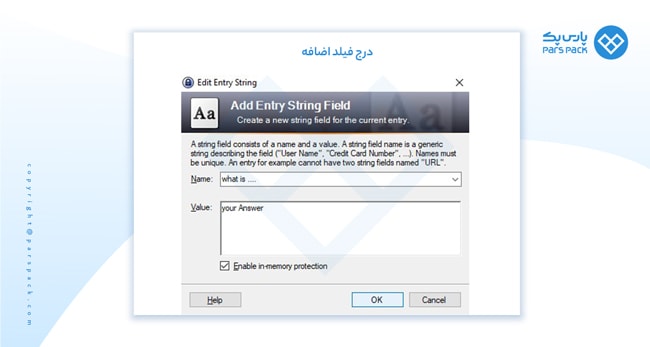 درج فیلد اضافه
پارس پک
PARS PACK
Edit Entry String
Aa
Add Entry String Field
Create a new string field for the current entry.
A string field consists of a name and a value. A string field name is a generic
string describing the field ("User Name", "Credit Card Number", ...). Names must
be unique. An entry for example cannot have two string fields named "URL".
Name: what is ....
Value: your Answer
Enable in-memory protection
Help OK Cancel
copyright@parspack.com